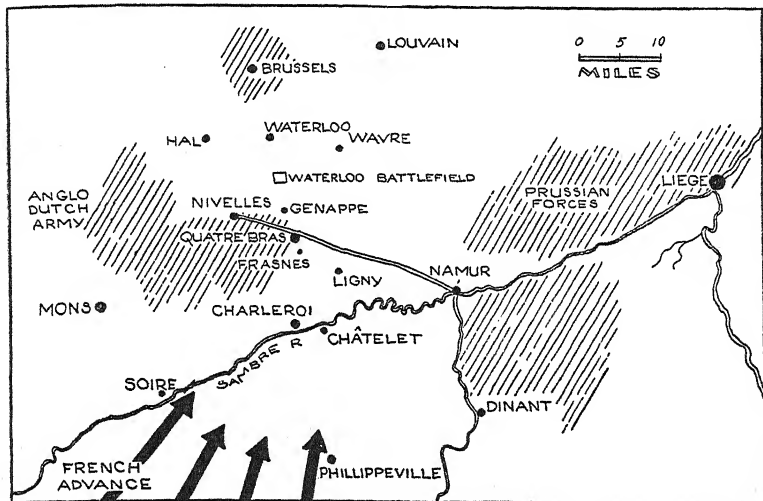 LOUVAIN
BRUSSELS
0 5 10
MILES
HAL
WATERLOO
WAVRE
WATERLOO BATTLEFIELD
LIEGE
PRUSSIAN
FORCES
ANGLO
DUTCH
ARMY
NIVELLES
GENAPPE
QUATRE BRAS
FRASNES
LIGNY
NAMUR
MONS
CHARLEROI
CHÂTELET
SAMBRE R
SOIRE
DINANT
FRENCH
ADVANCE
PHILLIPPEVILLE